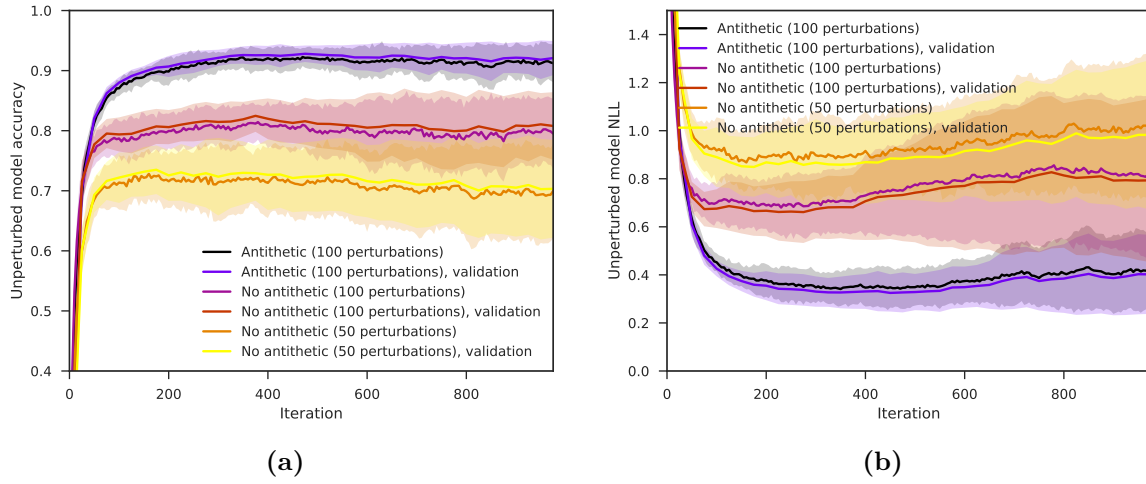 1.0
0.9
0.8
0.7
0.6
0.5
0.4
Unperturbed model accuracy
Antithetic (100 perturbations)
Antithetic (100 perturbations), validation
No antithetic (100 perturbations)
No antithetic (100 perturbations), validation
No antithetic (50 perturbations)
No antithetic (50 perturbations), validation
0 200 400 600 800
Iteration
(a)
1.4
1.2
1.0
0.8
0.6
0.4
0.2
0.0
Unperturbed model NLL
Antithetic (100 perturbations)
Antithetic (100 perturbations), validation
No antithetic (100 perturbations)
No antithetic (100 perturbations), validation
No antithetic (50 perturbations)
No antithetic (50 perturbations), validation
0 200 400 600 800
Iteration
(b)